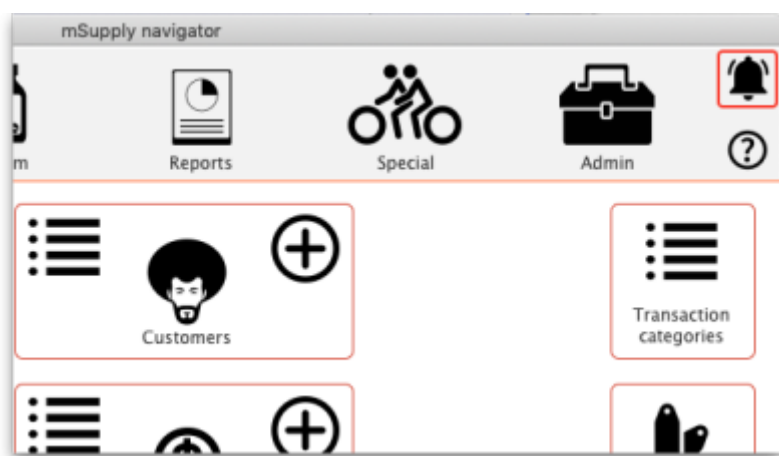 mSupply navigator
m
Reports
Special
Admin
?
Customers
Transaction
categories